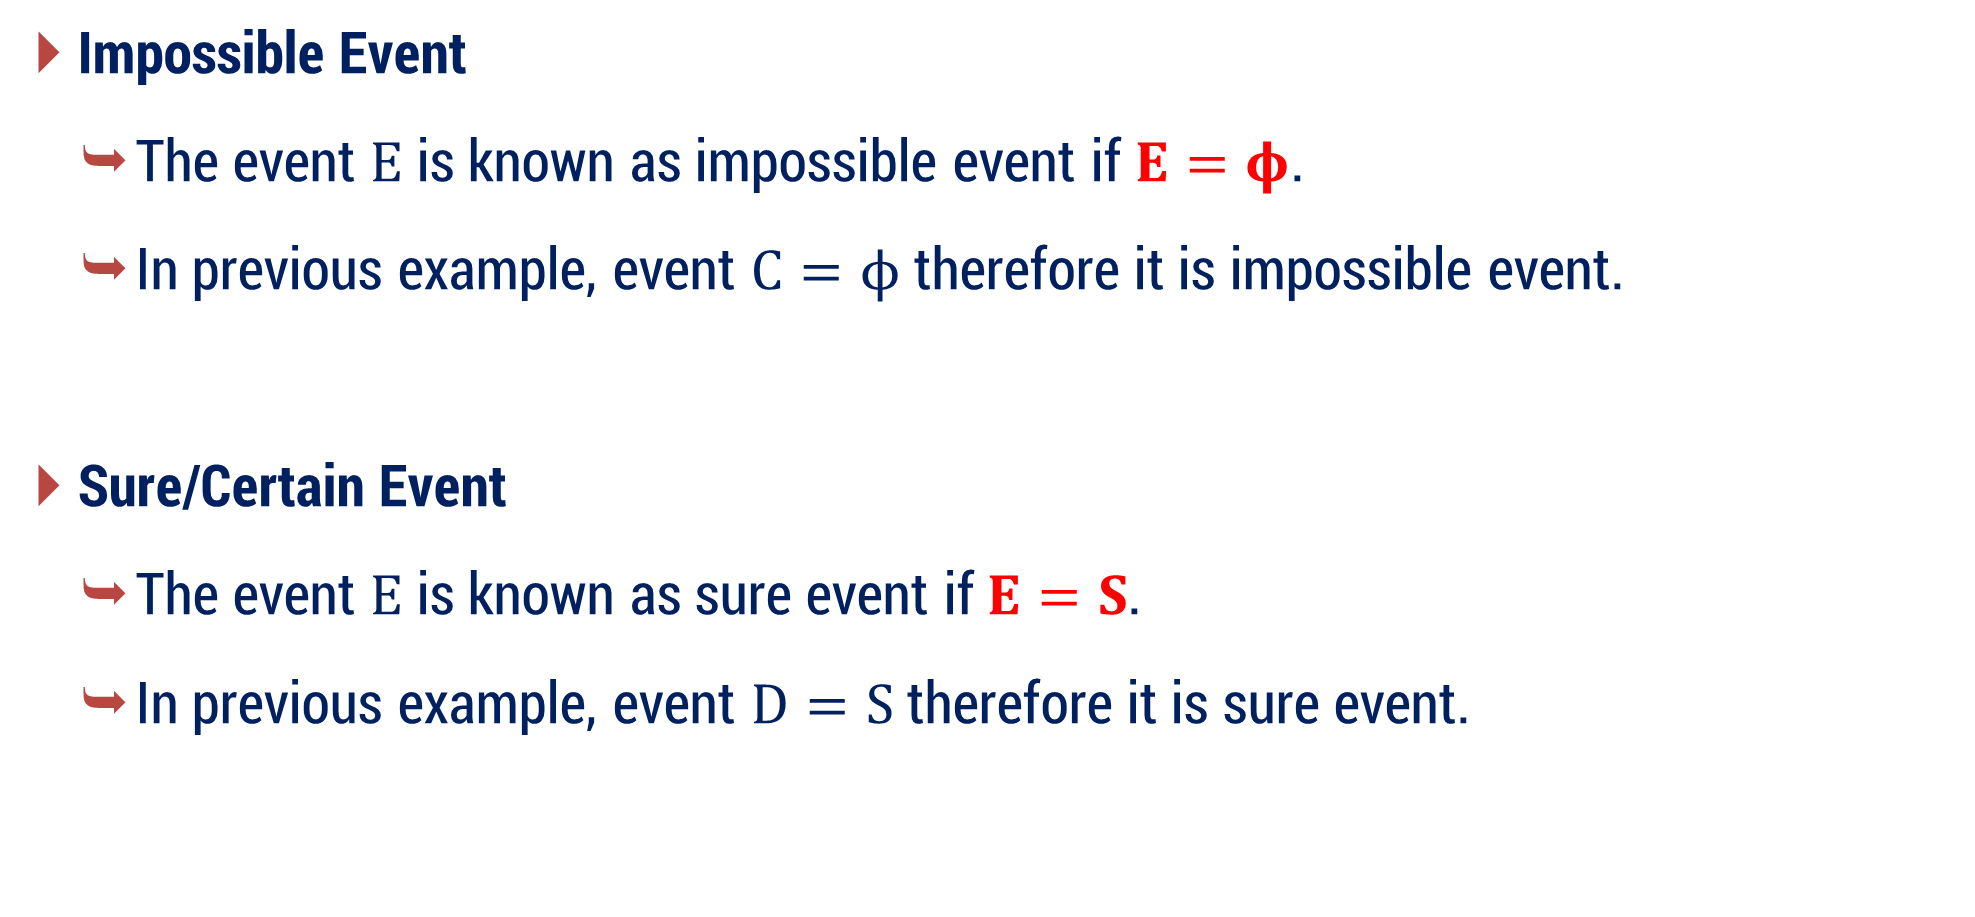 Impossible Event
The event E is known as impossible event if E = ϕ.
In previous example, event C = ϕ therefore it is impossible event.
Sure/Certain Event
The event E is known as sure event if E = S.
In previous example, event D = S therefore it is sure event.